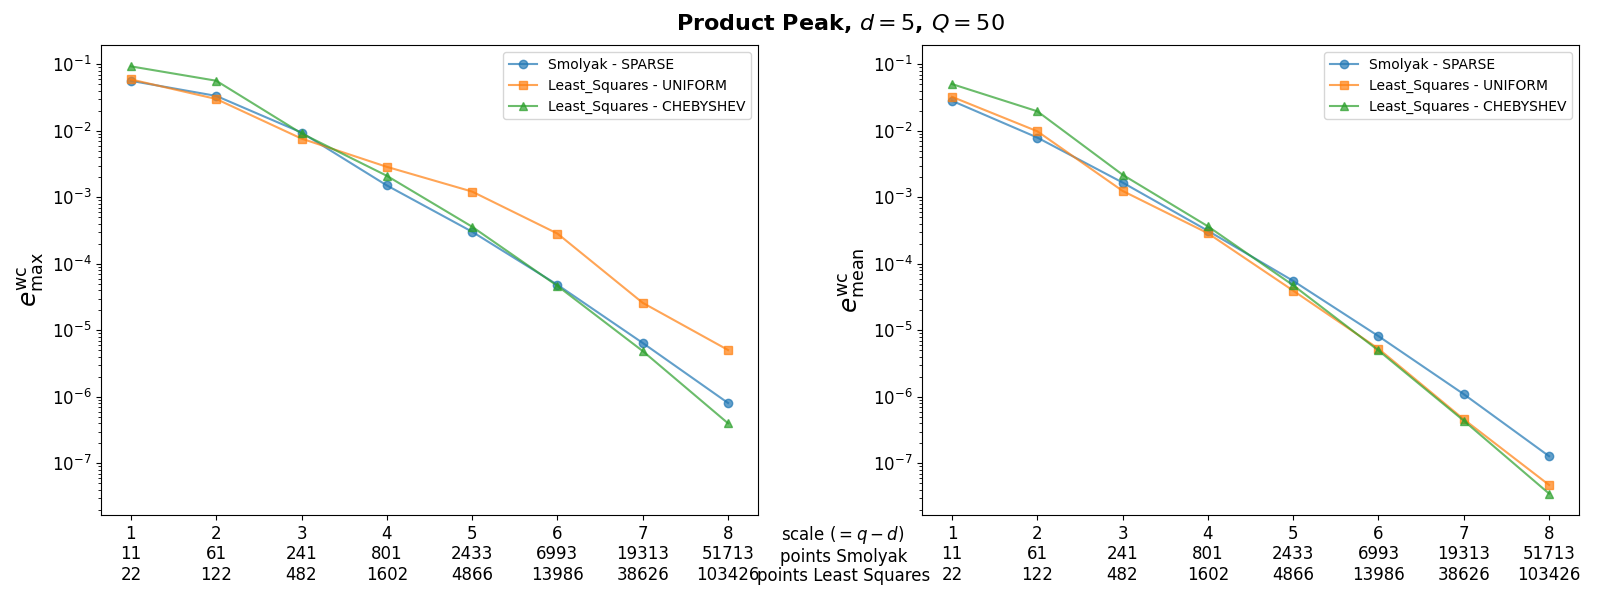 Product Peak, d = 5, Q = 50
e^wc_max
10^−1
10^−2
10^−3
10^−4
10^−5
10^−6
10^−7
Smolyak - SPARSE
Least_Squares - UNIFORM
Least_Squares - CHEBYSHEV
1 2 3 4 5 6 7 8
11 61 241 801 2433 6993 19313 51713
22 122 482 1602 4866 13986 38626 103426
scale (= q − d)
points Smolyak
points Least Squares
e^wc_mean
10^−1
10^−2
10^−3
10^−4
10^−5
10^−6
10^−7
Smolyak - SPARSE
Least_Squares - UNIFORM
Least_Squares - CHEBYSHEV
1 2 3 4 5 6 7 8
11 61 241 801 2433 6993 19313 51713
22 122 482 1602 4866 13986 38626 103426